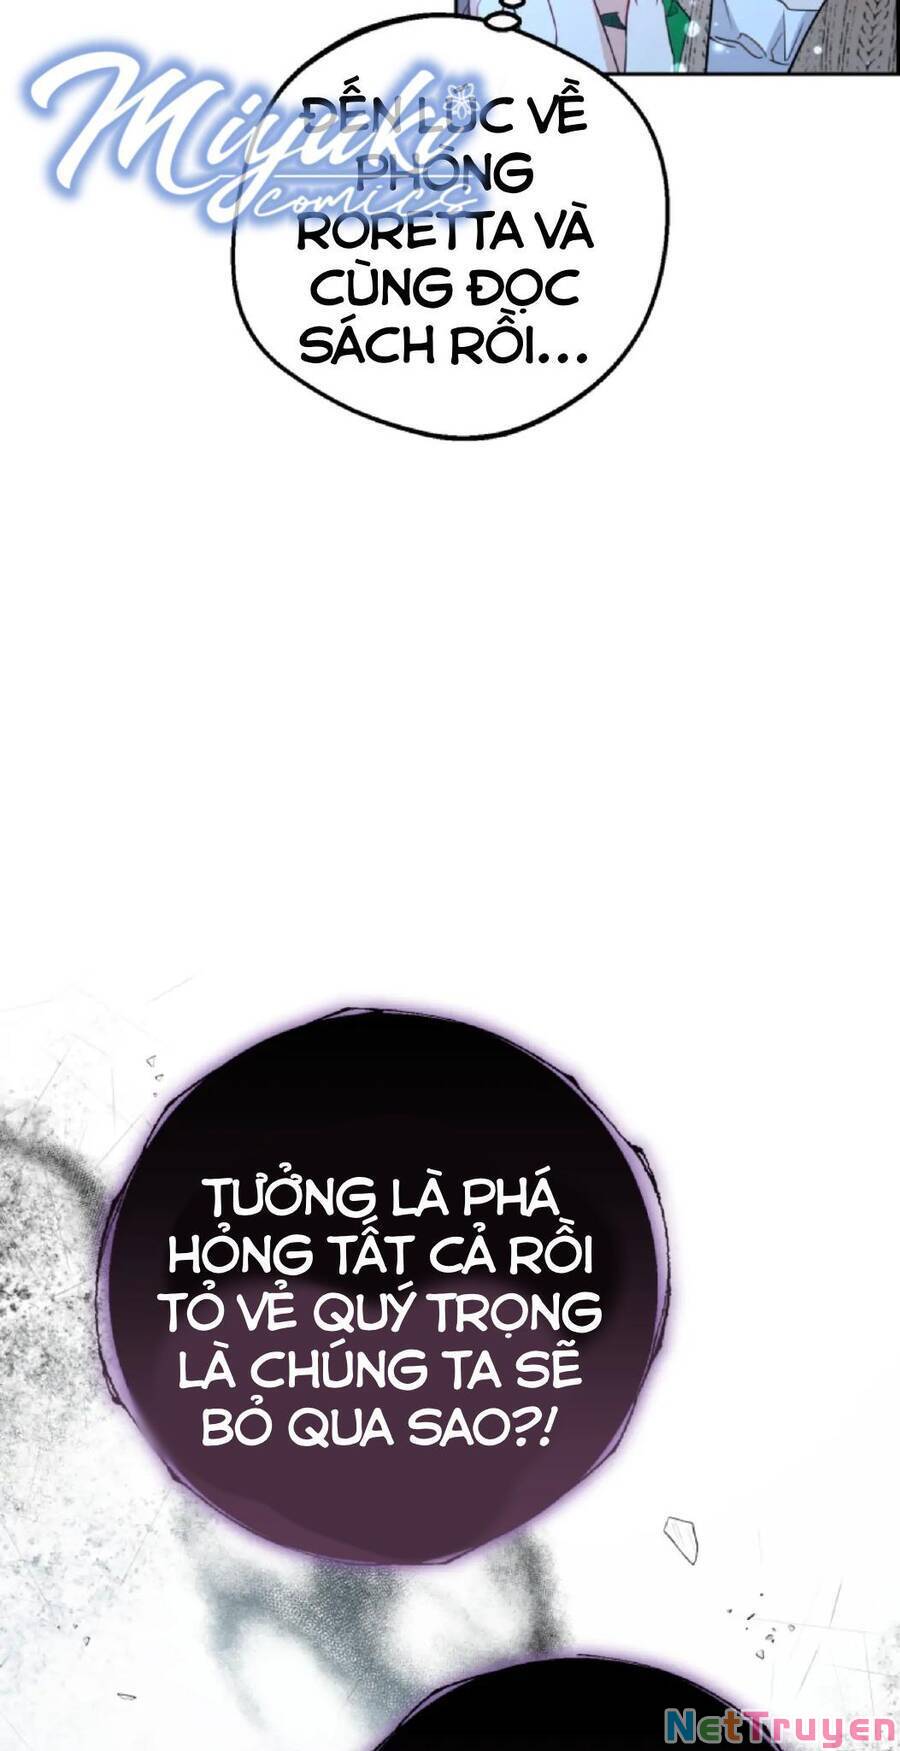 Miyuki
comics
ĐẾN LÚC VỀ
PHÒNG
RORETTA VÀ
CÙNG ĐỌC
SÁCH RỒI...
TƯỞNG LÀ PHÁ
HỎNG TẤT CẢ RỒI
TỎ VẺ QUÝ TRỌNG
LÀ CHÚNG TA SẼ
BỎ QUA SAO?!
NetTruyen